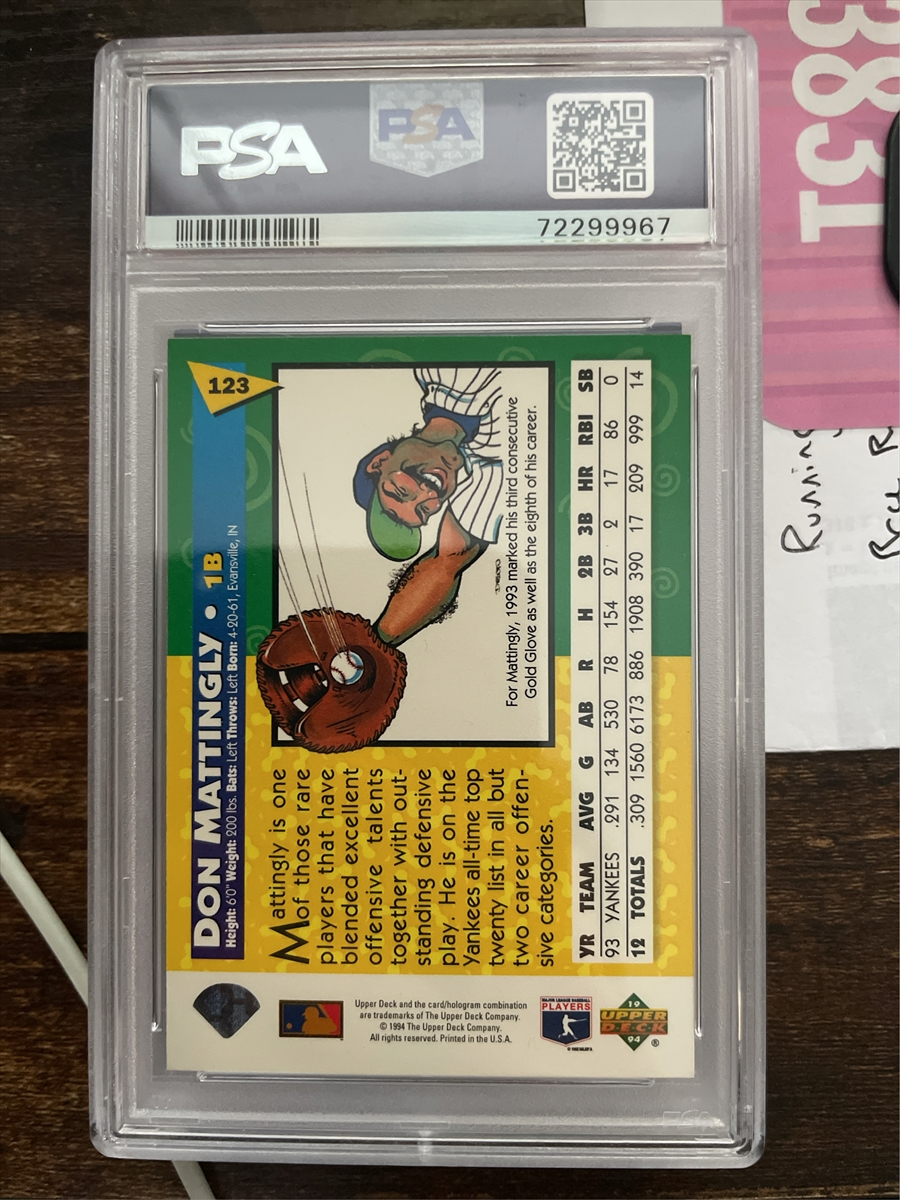 PSA
PSA
72299967
123
DON MATTINGLY • 1B
Height: 6'0" Weight: 200 lbs. Bats: Left Throws: Left Born: 4-20-61, Evansville, IN
Mattingly is one
of those rare
players that have
blended excellent
offensive talents
together with out-
standing defensive
play. He is on the
Yankees all-time top
twenty list in all but
two career offen-
sive categories.
For Mattingly, 1993 marked his third consecutive
Gold Glove as well as the eighth of his career.
YR TEAM AVG G AB R H 2B 3B HR RBI SB
93 YANKEES .291 134 530 78 154 27 2 17 86 0
12 TOTALS .309 1560 6173 886 1908 390 17 209 999 14
Upper Deck and the card/hologram combination
are trademarks of The Upper Deck Company.
© 1994 The Upper Deck Company.
All rights reserved. Printed in the U.S.A.
MAJOR LEAGUE BASEBALL
PLAYERS
19
UPPER
DECK
94
®
13831
Running